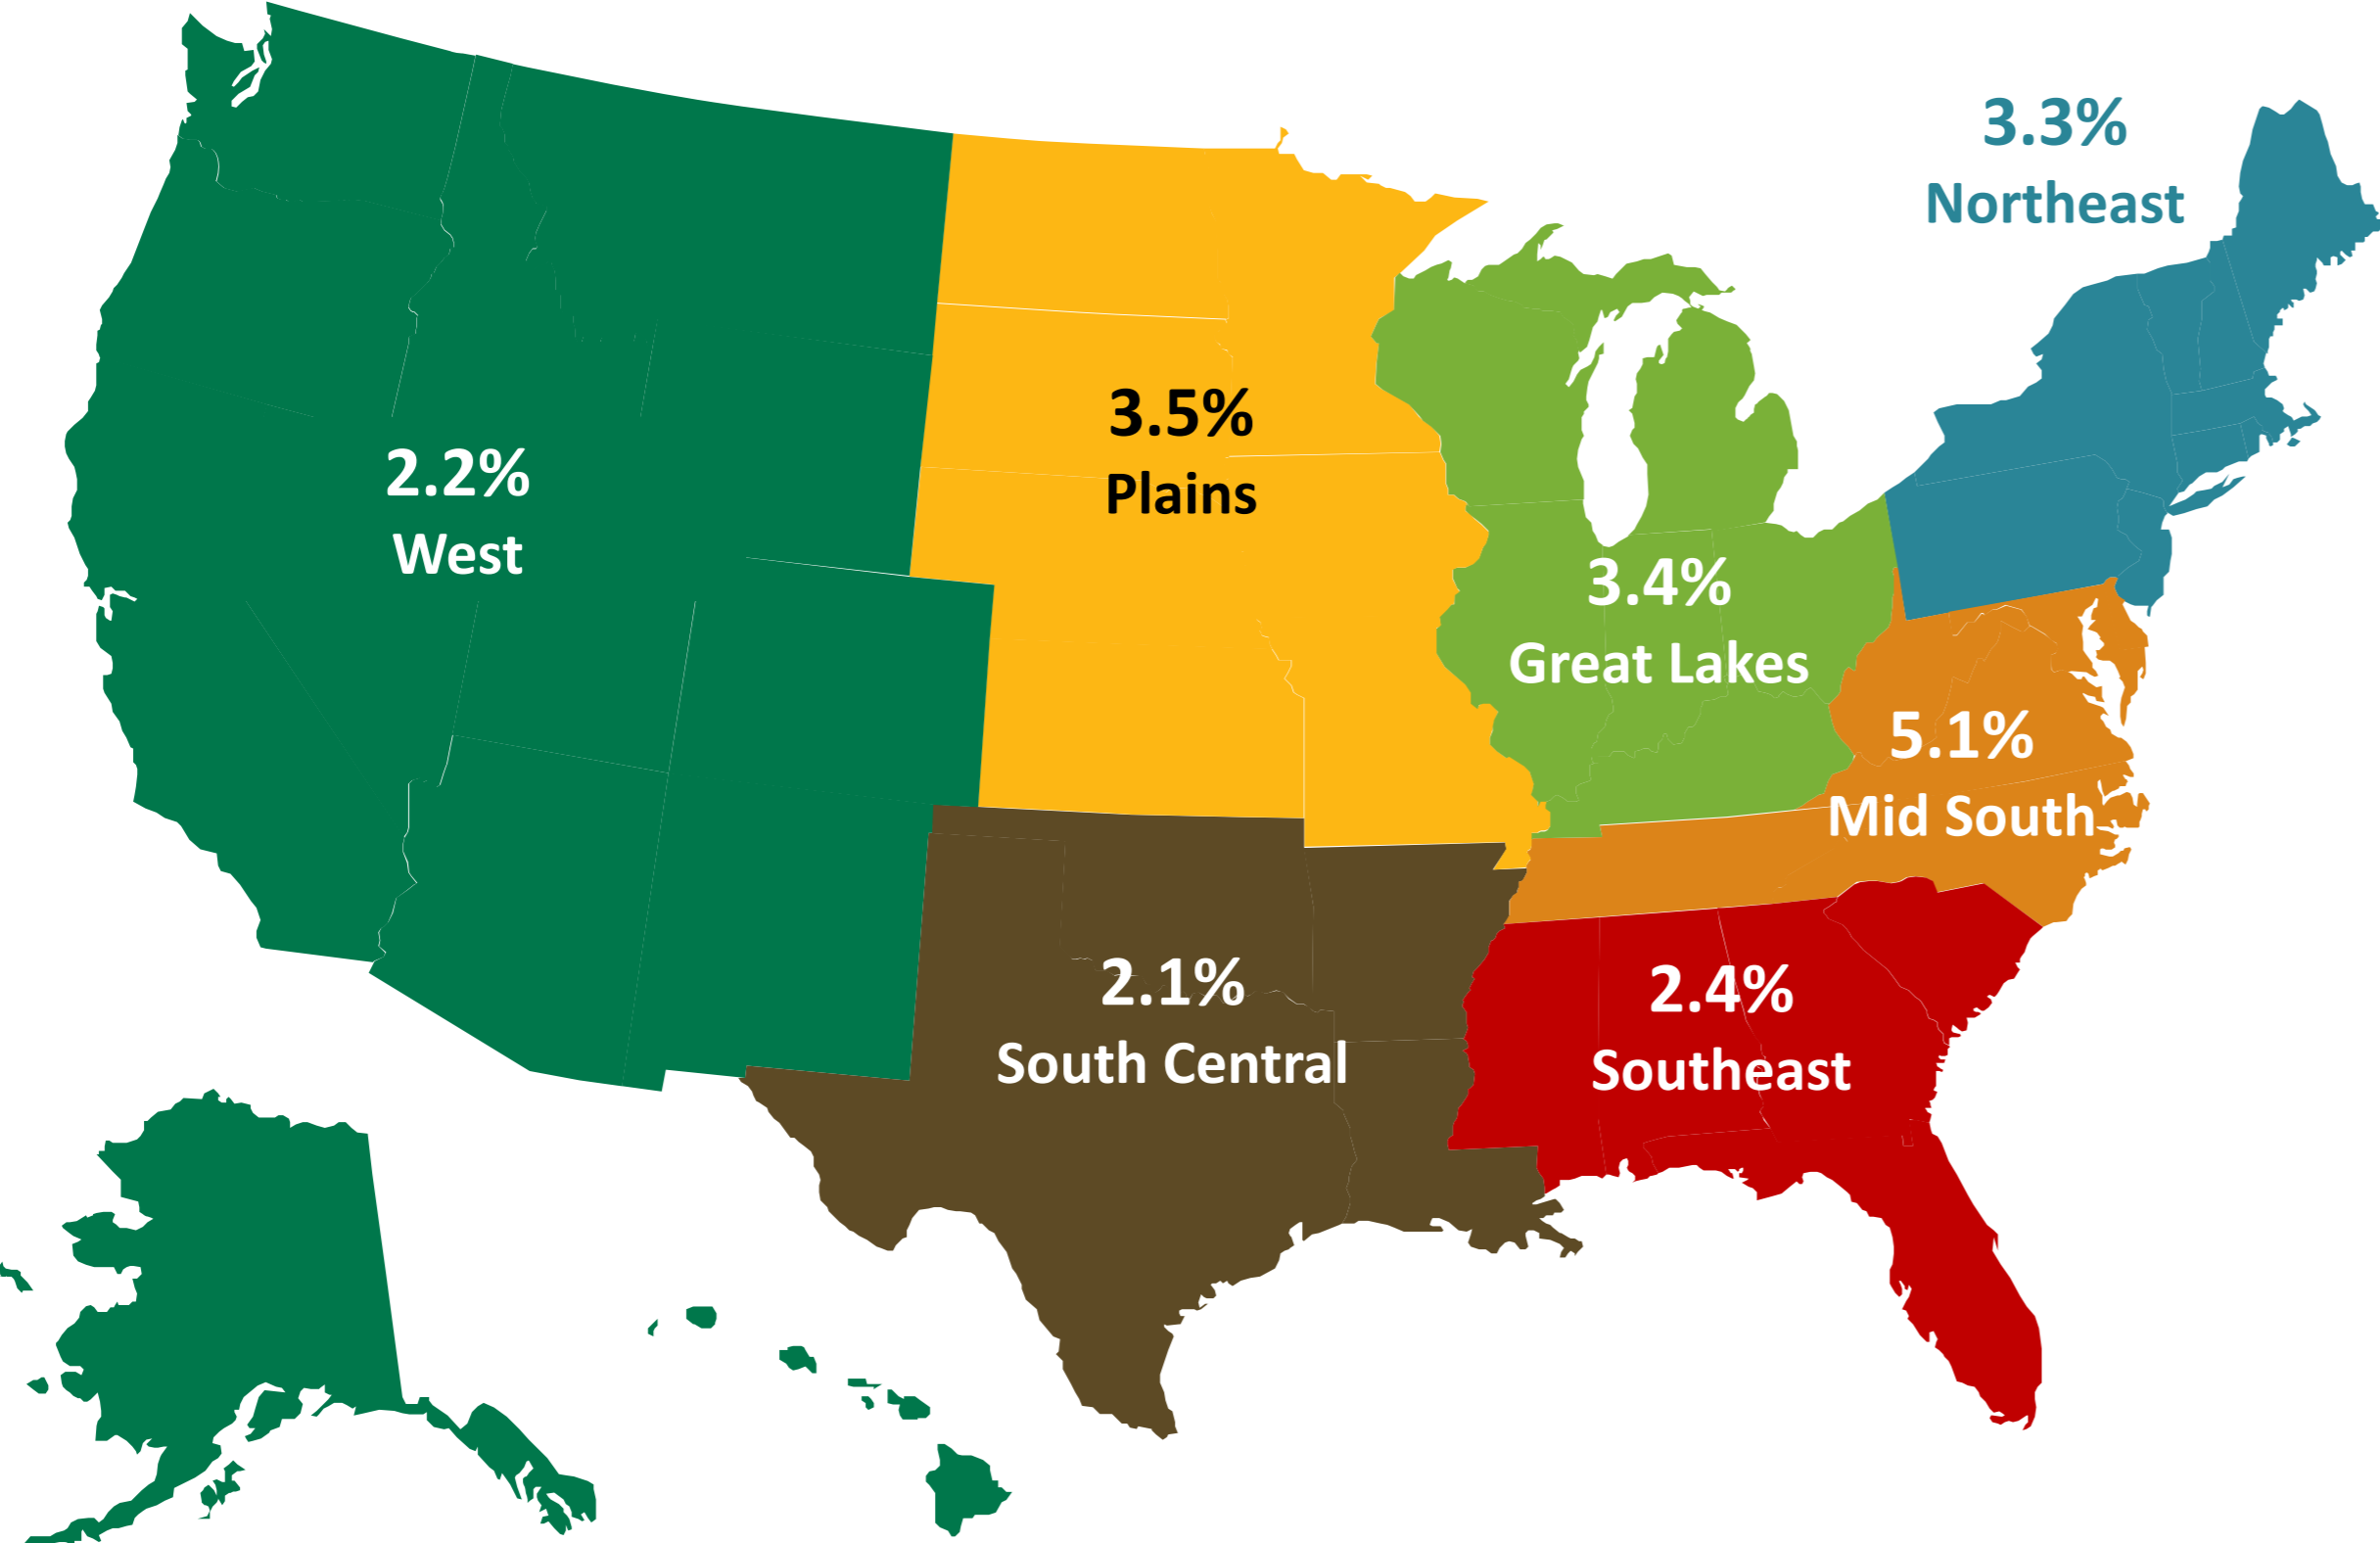 3.3%
Northeast
3.5%
Plains
2.2%
West
3.4%
Great Lakes
5.1%
Mid South
2.1%
South Central
2.4%
Southeast